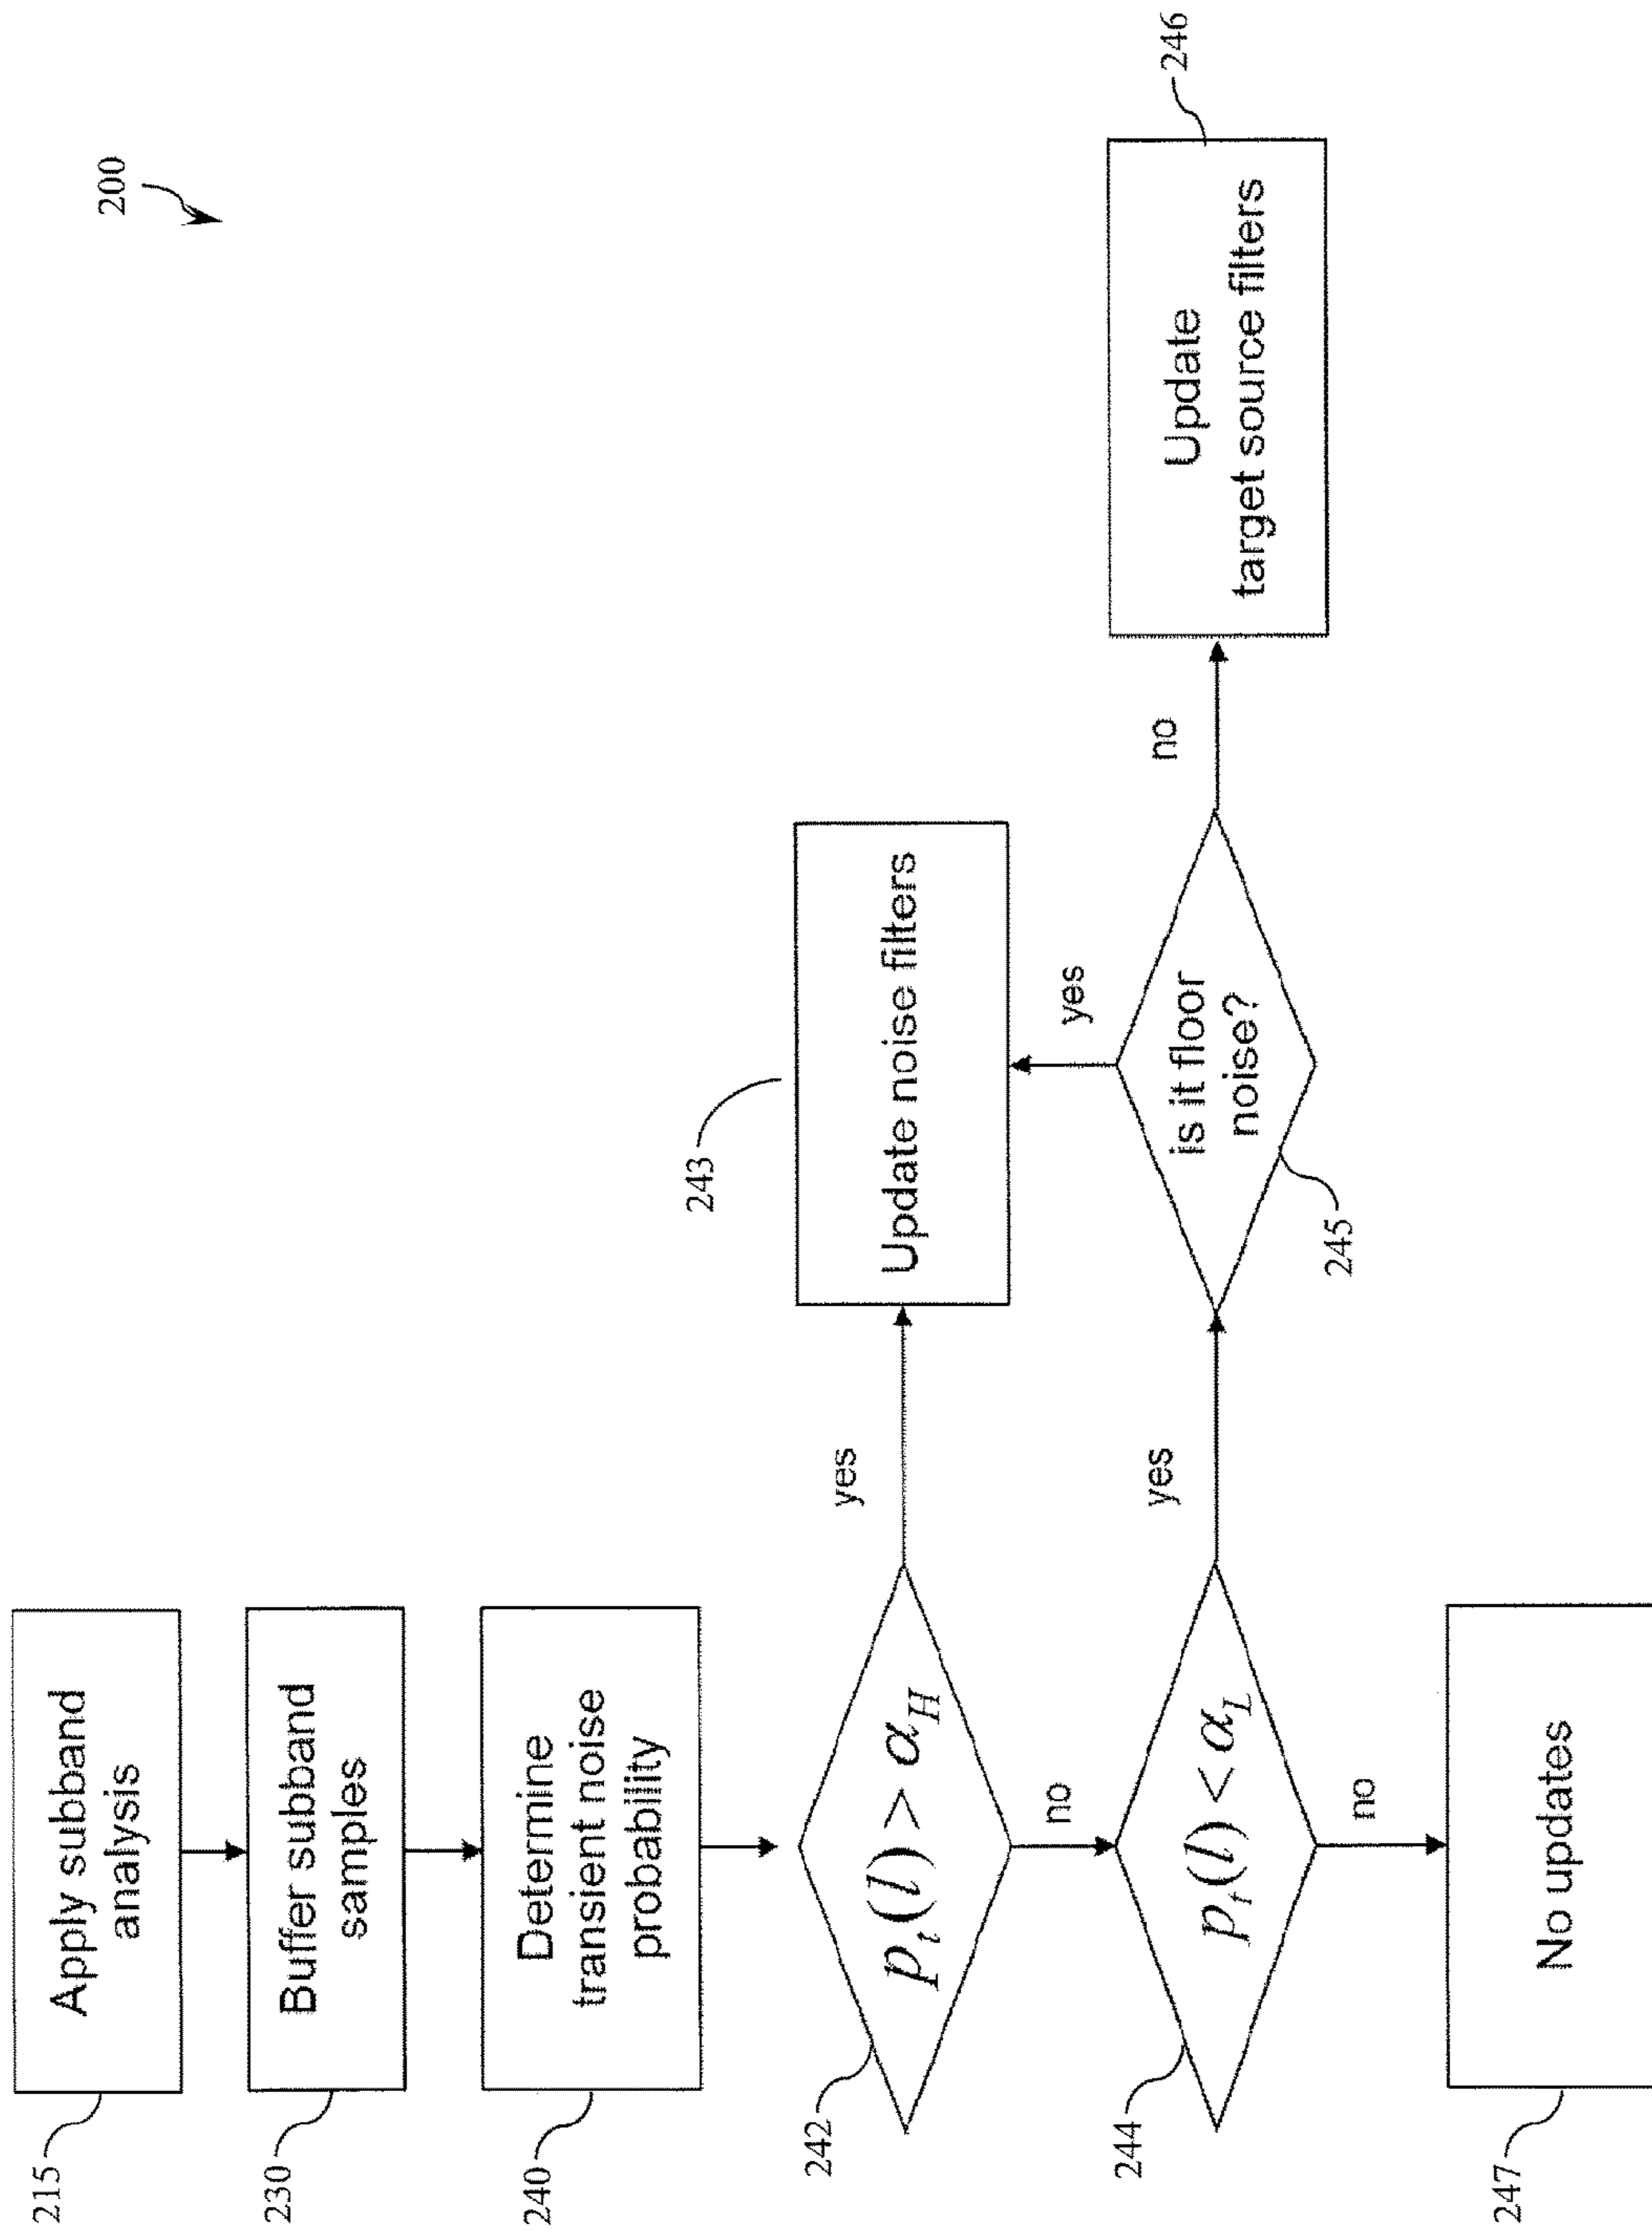 200
215
Apply subband
analysis
230
Buffer subband
samples
240
Determine
transient noise
probability
242
p_t(l) > α_H
yes
243
Update noise filters
no
244
p_t(l) < α_L
yes
245
is it floor
noise?
yes
no
246
Update
target source filters
no
247
No updates